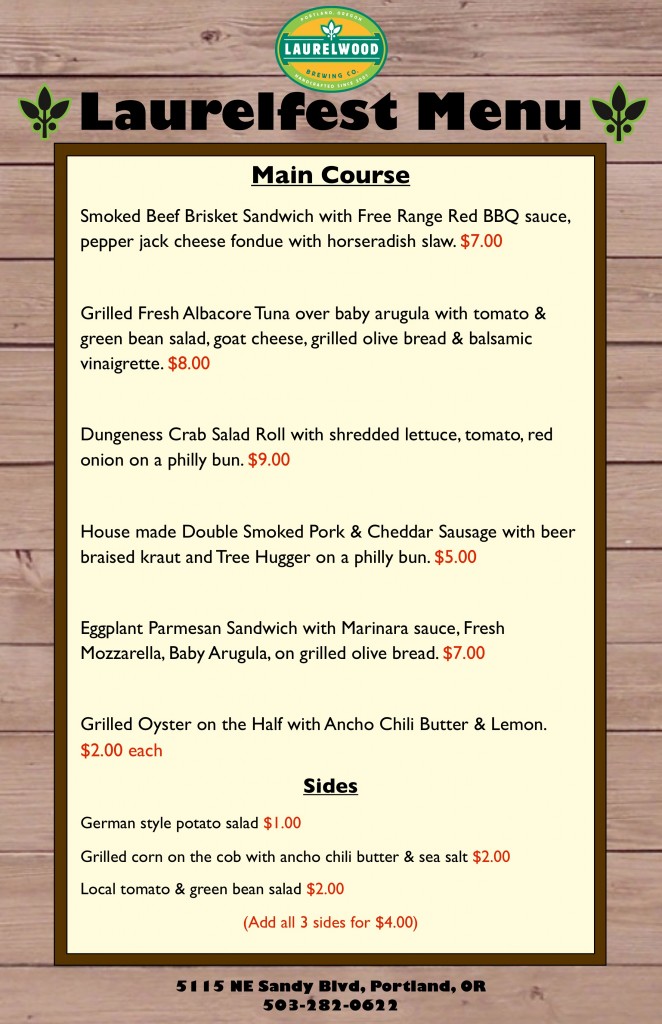 PORTLAND, OREGON
LAURELWOOD
BREWING CO.
HANDCRAFTED SINCE 2001
Laurelfest Menu
Main Course
Smoked Beef Brisket Sandwich with Free Range Red BBQ sauce,
pepper jack cheese fondue with horseradish slaw. $7.00
Grilled Fresh Albacore Tuna over baby arugula with tomato &
green bean salad, goat cheese, grilled olive bread & balsamic
vinaigrette. $8.00
Dungeness Crab Salad Roll with shredded lettuce, tomato, red
onion on a philly bun. $9.00
House made Double Smoked Pork & Cheddar Sausage with beer
braised kraut and Tree Hugger on a philly bun. $5.00
Eggplant Parmesan Sandwich with Marinara sauce, Fresh
Mozzarella, Baby Arugula, on grilled olive bread. $7.00
Grilled Oyster on the Half with Ancho Chili Butter & Lemon.
$2.00 each
Sides
German style potato salad $1.00
Grilled corn on the cob with ancho chili butter & sea salt $2.00
Local tomato & green bean salad $2.00
(Add all 3 sides for $4.00)
5115 NE Sandy Blvd, Portland, OR
503-282-0622